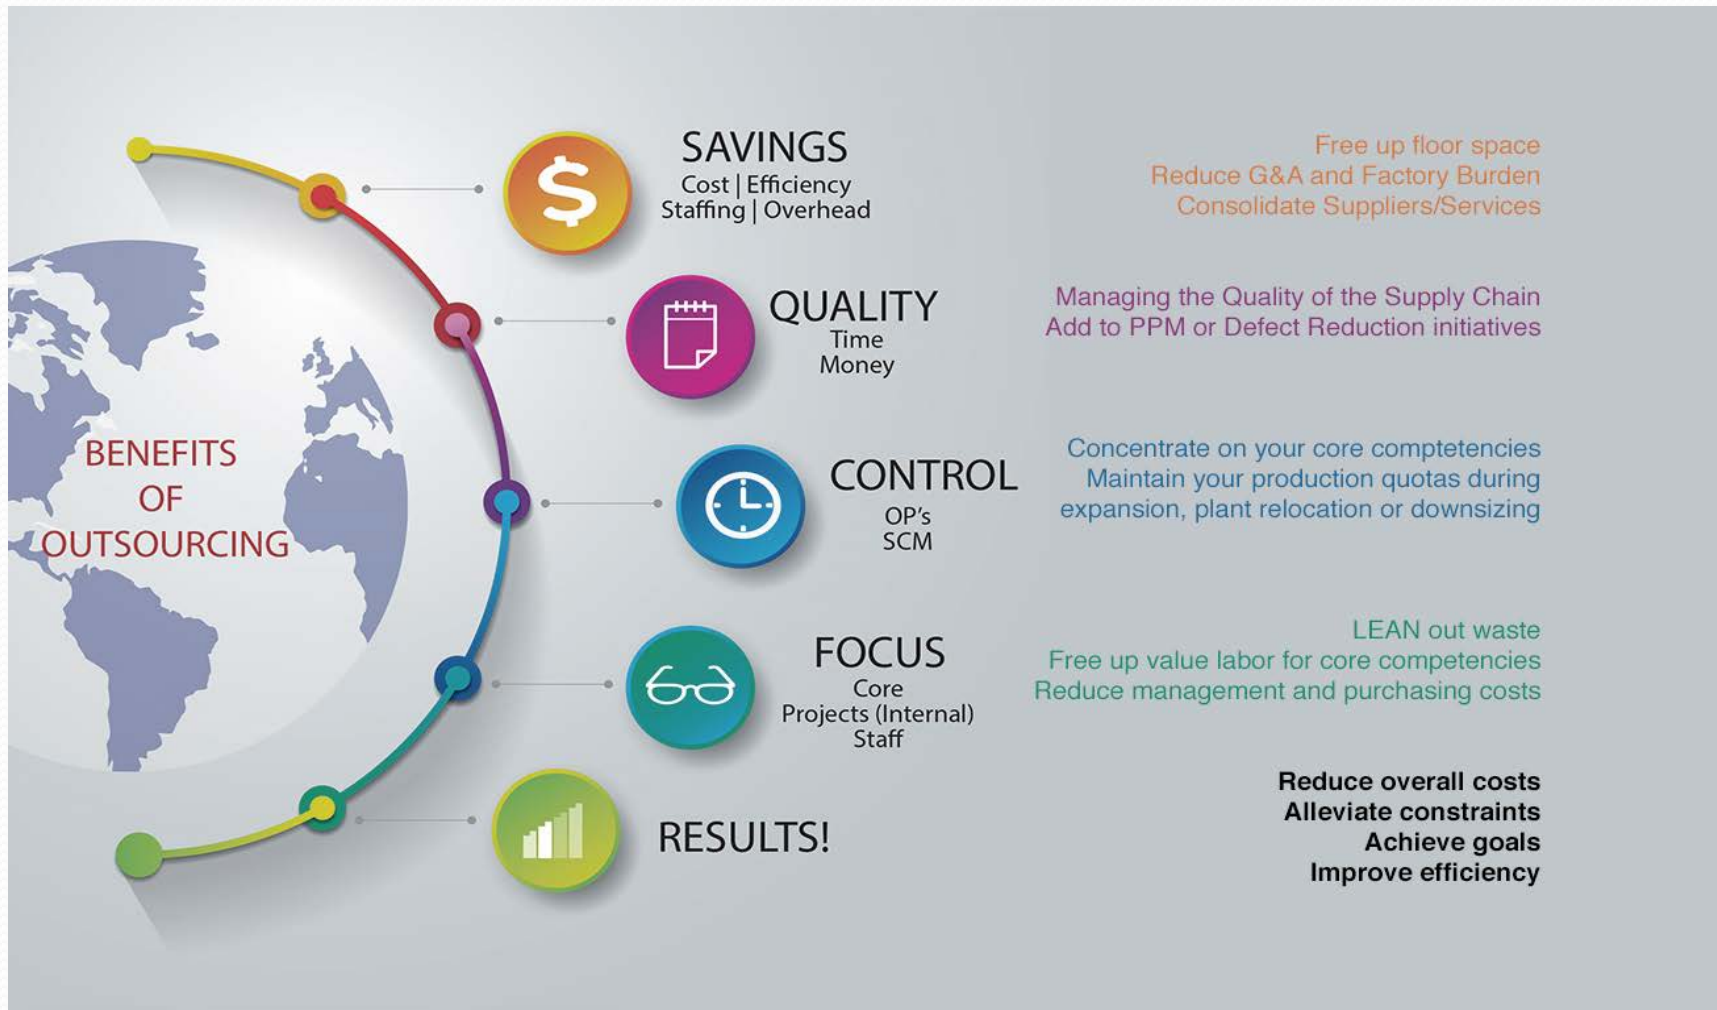 BENEFITS
OF
OUTSOURCING
SAVINGS
Cost | Efficiency
Staffing | Overhead
Free up floor space
Reduce G&A and Factory Burden
Consolidate Suppliers/Services
QUALITY
Time
Money
Managing the Quality of the Supply Chain
Add to PPM or Defect Reduction initiatives
CONTROL
OP's
SCM
Concentrate on your core comptetencies
Maintain your production quotas during
expansion, plant relocation or downsizing
FOCUS
Core
Projects (Internal)
Staff
LEAN out waste
Free up value labor for core competencies
Reduce management and purchasing costs
RESULTS!
Reduce overall costs
Alleviate constraints
Achieve goals
Improve efficiency